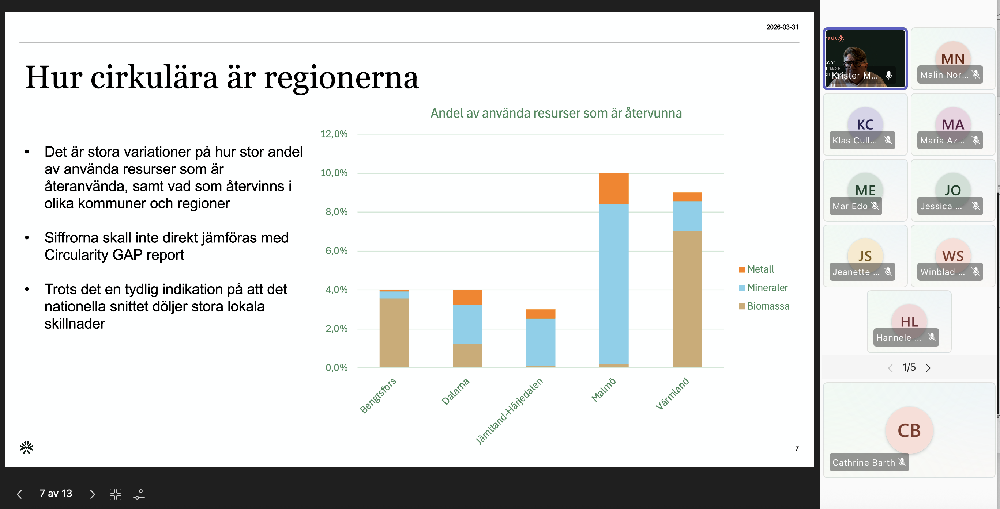 2026-03-31
Hur cirkulära är regionerna
• Det är stora variationer på hur stor andel
av använda resurser som är
återanvända, samt vad som återvinns i
olika kommuner och regioner
• Siffrorna skall inte direkt jämföras med
Circularity GAP report
• Trots det en tydlig indikation på att det
nationella snittet döljer stora lokala
skillnader
Andel av använda resurser som är återvunna
12,0%
10,0%
8,0%
6,0%
4,0%
2,0%
0,0%
Bengtsfors
Dalarna
Jämtland-Härjedalen
Malmö
Värmland
Metall
Mineraler
Biomassa
7
7 av 13
nesis
Krister M...
MN
Malin Nor...
KC
Klas Cull...
MA
Maria Az...
ME
Mar Edo
JO
Jessica ...
JS
Jeanette ...
WS
Winblad ...
HL
Hannele ...
1/5
CB
Cathrine Barth